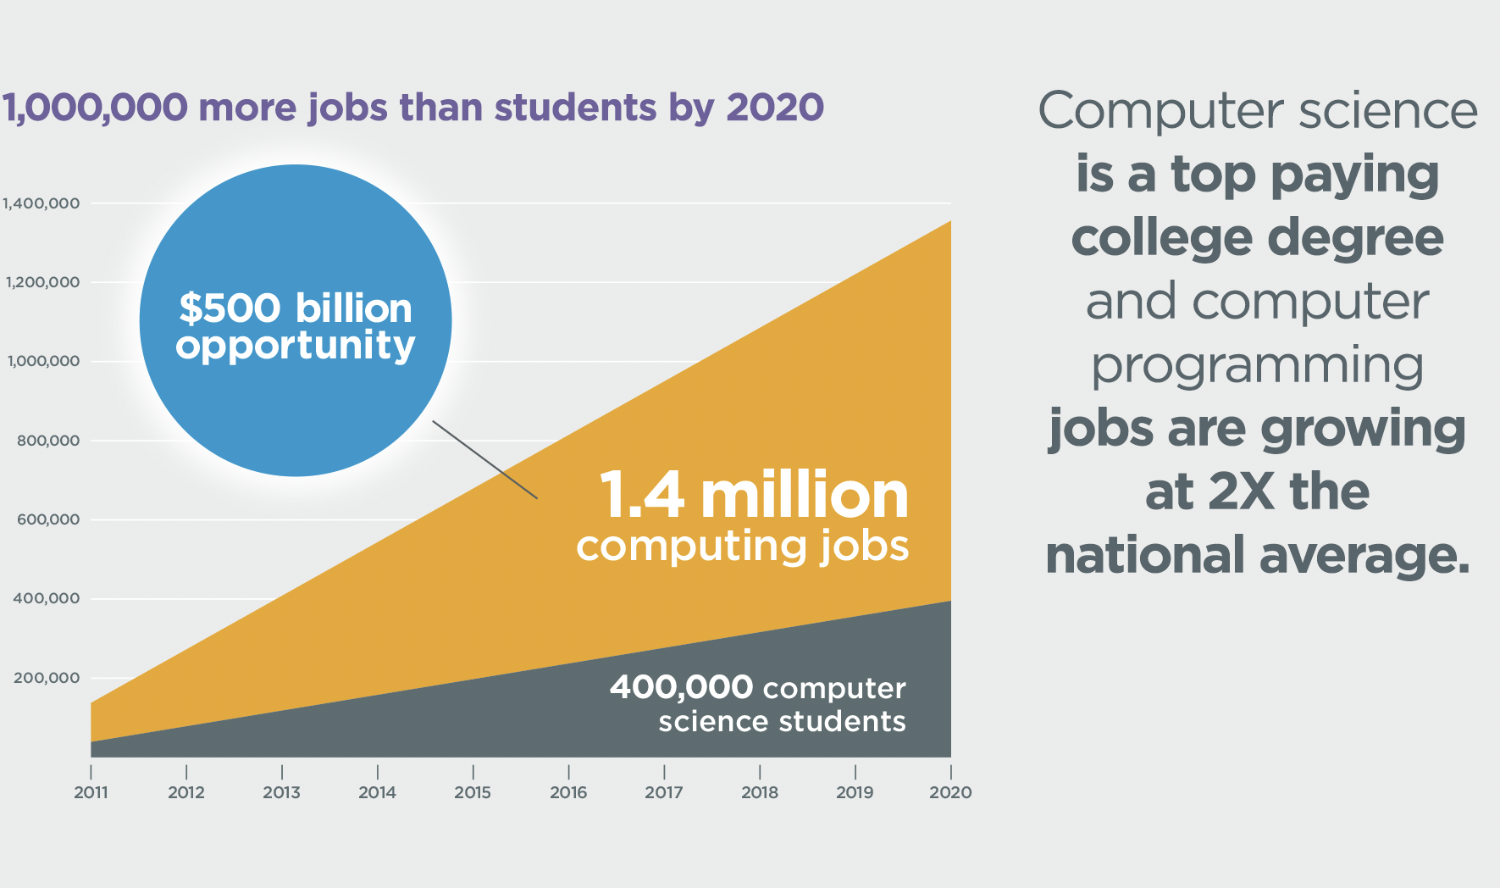 1,000,000 more jobs than students by 2020
1,400,000
1,200,000
1,000,000
800,000
600,000
400,000
200,000
$500 billion
opportunity
1.4 million
computing jobs
400,000 computer
science students
2011 2012 2013 2014 2015 2016 2017 2018 2019 2020
Computer science
is a top paying
college degree
and computer
programming
jobs are growing
at 2X the
national average.